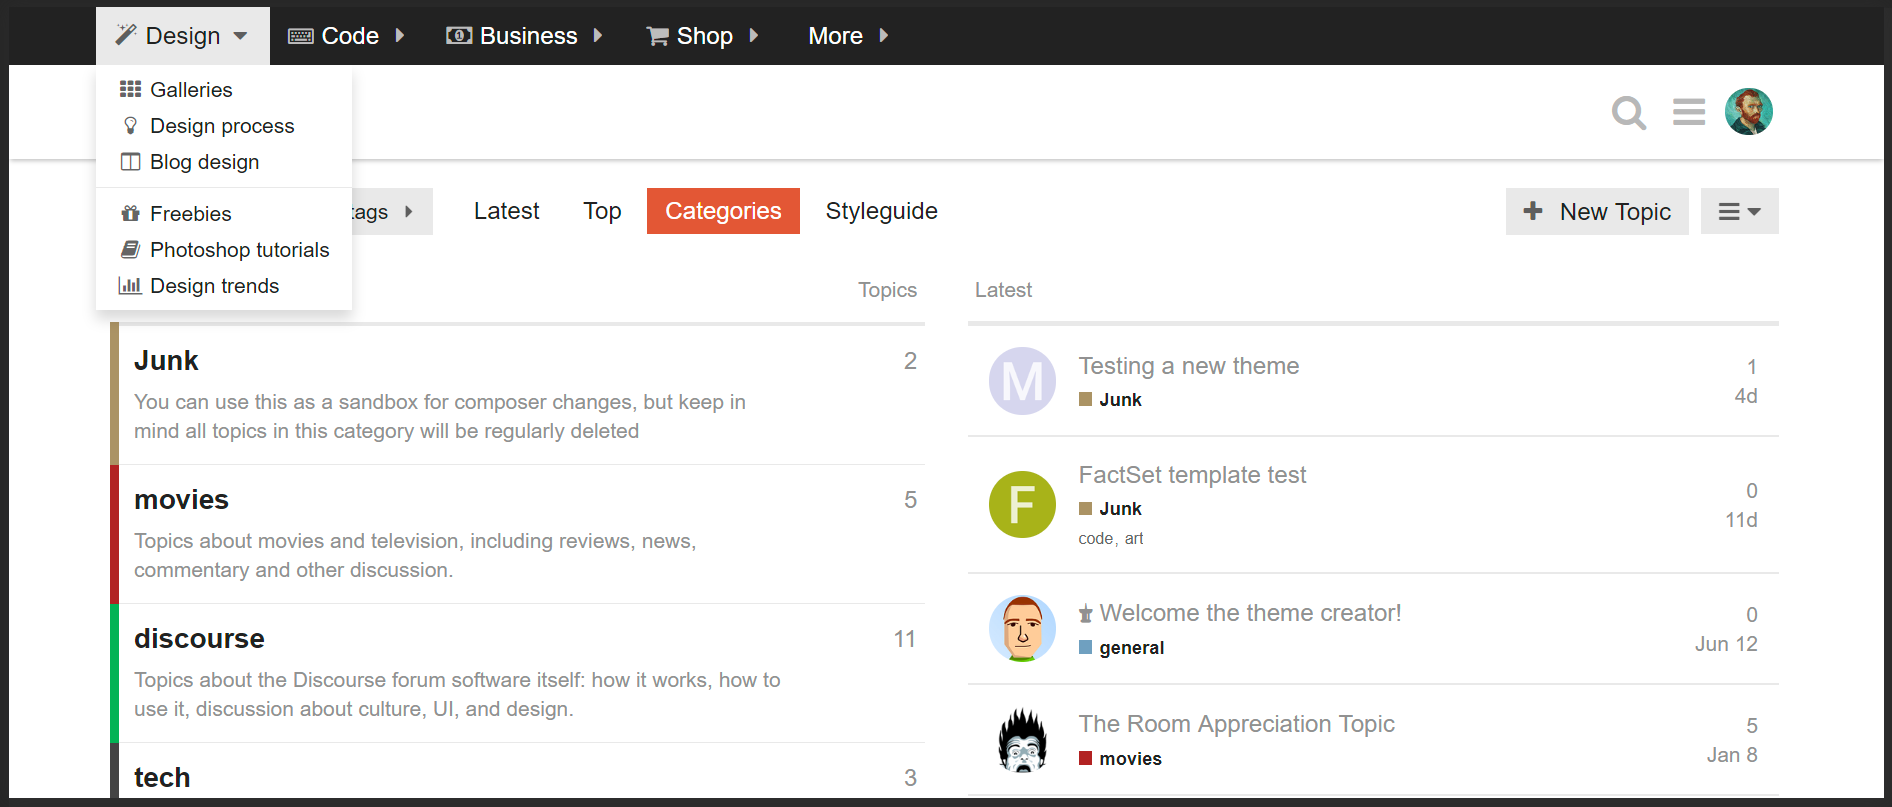 Design
Code
Business
Shop
More
Galleries
Design process
Blog design
Freebies
Photoshop tutorials
Design trends
tags
Latest
Top
Categories
Styleguide
New Topic
Topics
Latest
Junk
2
You can use this as a sandbox for composer changes, but keep in
mind all topics in this category will be regularly deleted
movies
5
Topics about movies and television, including reviews, news,
commentary and other discussion.
discourse
11
Topics about the Discourse forum software itself: how it works, how to
use it, discussion about culture, UI, and design.
tech
3
M
Testing a new theme
1
Junk
4d
F
FactSet template test
0
Junk
11d
code, art
Welcome the theme creator!
0
general
Jun 12
The Room Appreciation Topic
5
movies
Jan 8